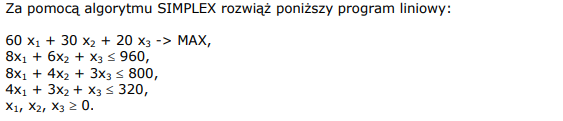 Za pomocą algorytmu SIMPLEX rozwiąż poniższy program liniowy:
60 x₁ + 30 x₂ + 20 x₃ -> MAX,
8x₁ + 6x₂ + x₃ ≤ 960,
8x₁ + 4x₂ + 3x₃ ≤ 800,
4x₁ + 3x₂ + x₃ ≤ 320,
x₁, x₂, x₃ ≥ 0.